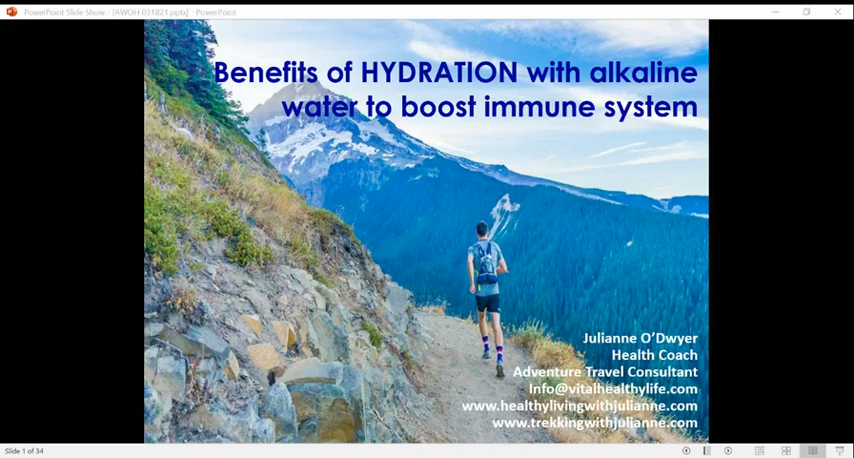 PowerPoint Slide Show - [AWOH 031821.pptx] - PowerPoint
Benefits of HYDRATION with alkaline
water to boost immune system
Julianne O'Dwyer
Health Coach
Adventure Travel Consultant
Info@vitalhealthylife.com
www.healthylivingwithjulianne.com
www.trekkingwithjulianne.com
Slide 1 of 34